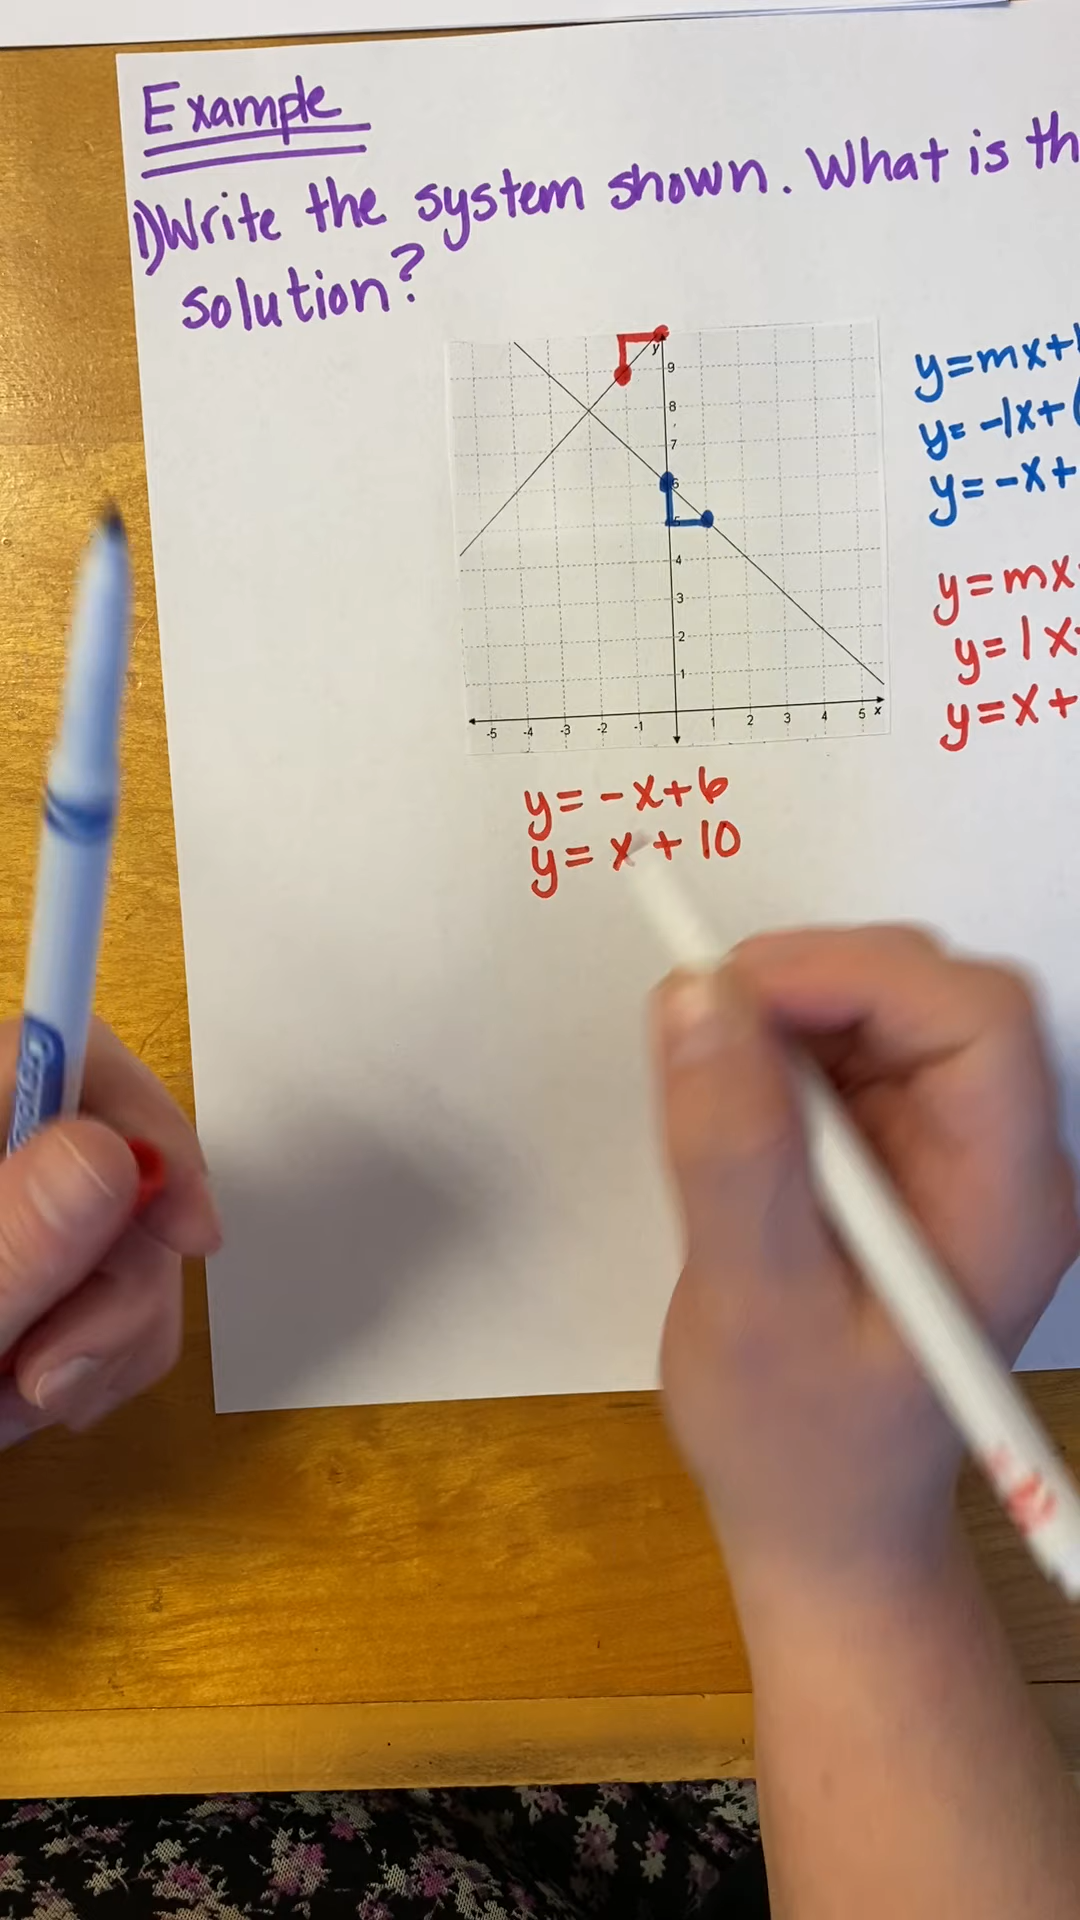 Example
1) Write the system shown. What is th
solution?
y
9
8
7
6
5
4
3
2
1
-5 -4 -3 -2 -1 1 2 3 4 5 x
y=mx+
y=-1x+
y=-x+
y=mx
y=1x
y=x+
y=-x+6
y=x+10